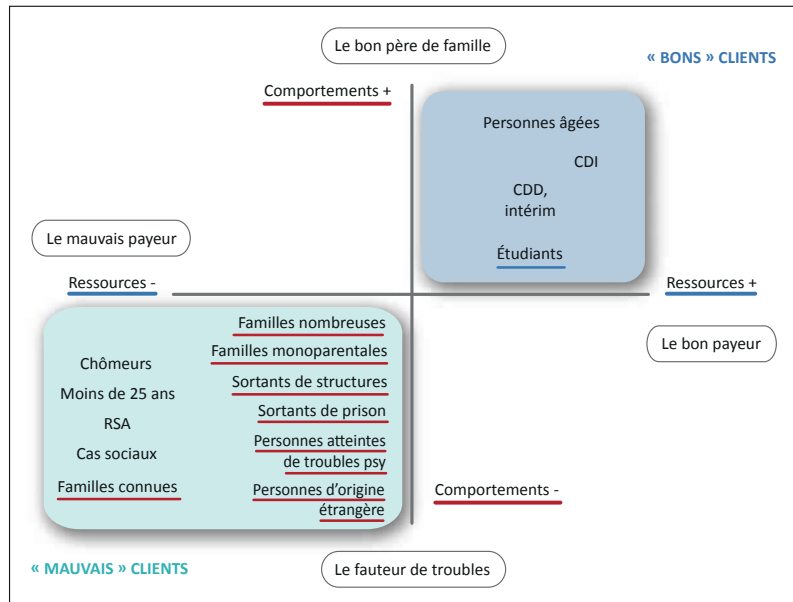 Le bon père de famille
« BONS » CLIENTS
Comportements +
Personnes âgées
CDI
CDD,
intérim
Le mauvais payeur
Étudiants
Ressources -
Ressources +
Familles nombreuses
Le bon payeur
Familles monoparentales
Chômeurs
Sortants de structures
Moins de 25 ans
Sortants de prison
RSA
Personnes atteintes
de troubles psy
Cas sociaux
Familles connues
Personnes d'origine
étrangère
Comportements -
« MAUVAIS » CLIENTS
Le fauteur de troubles